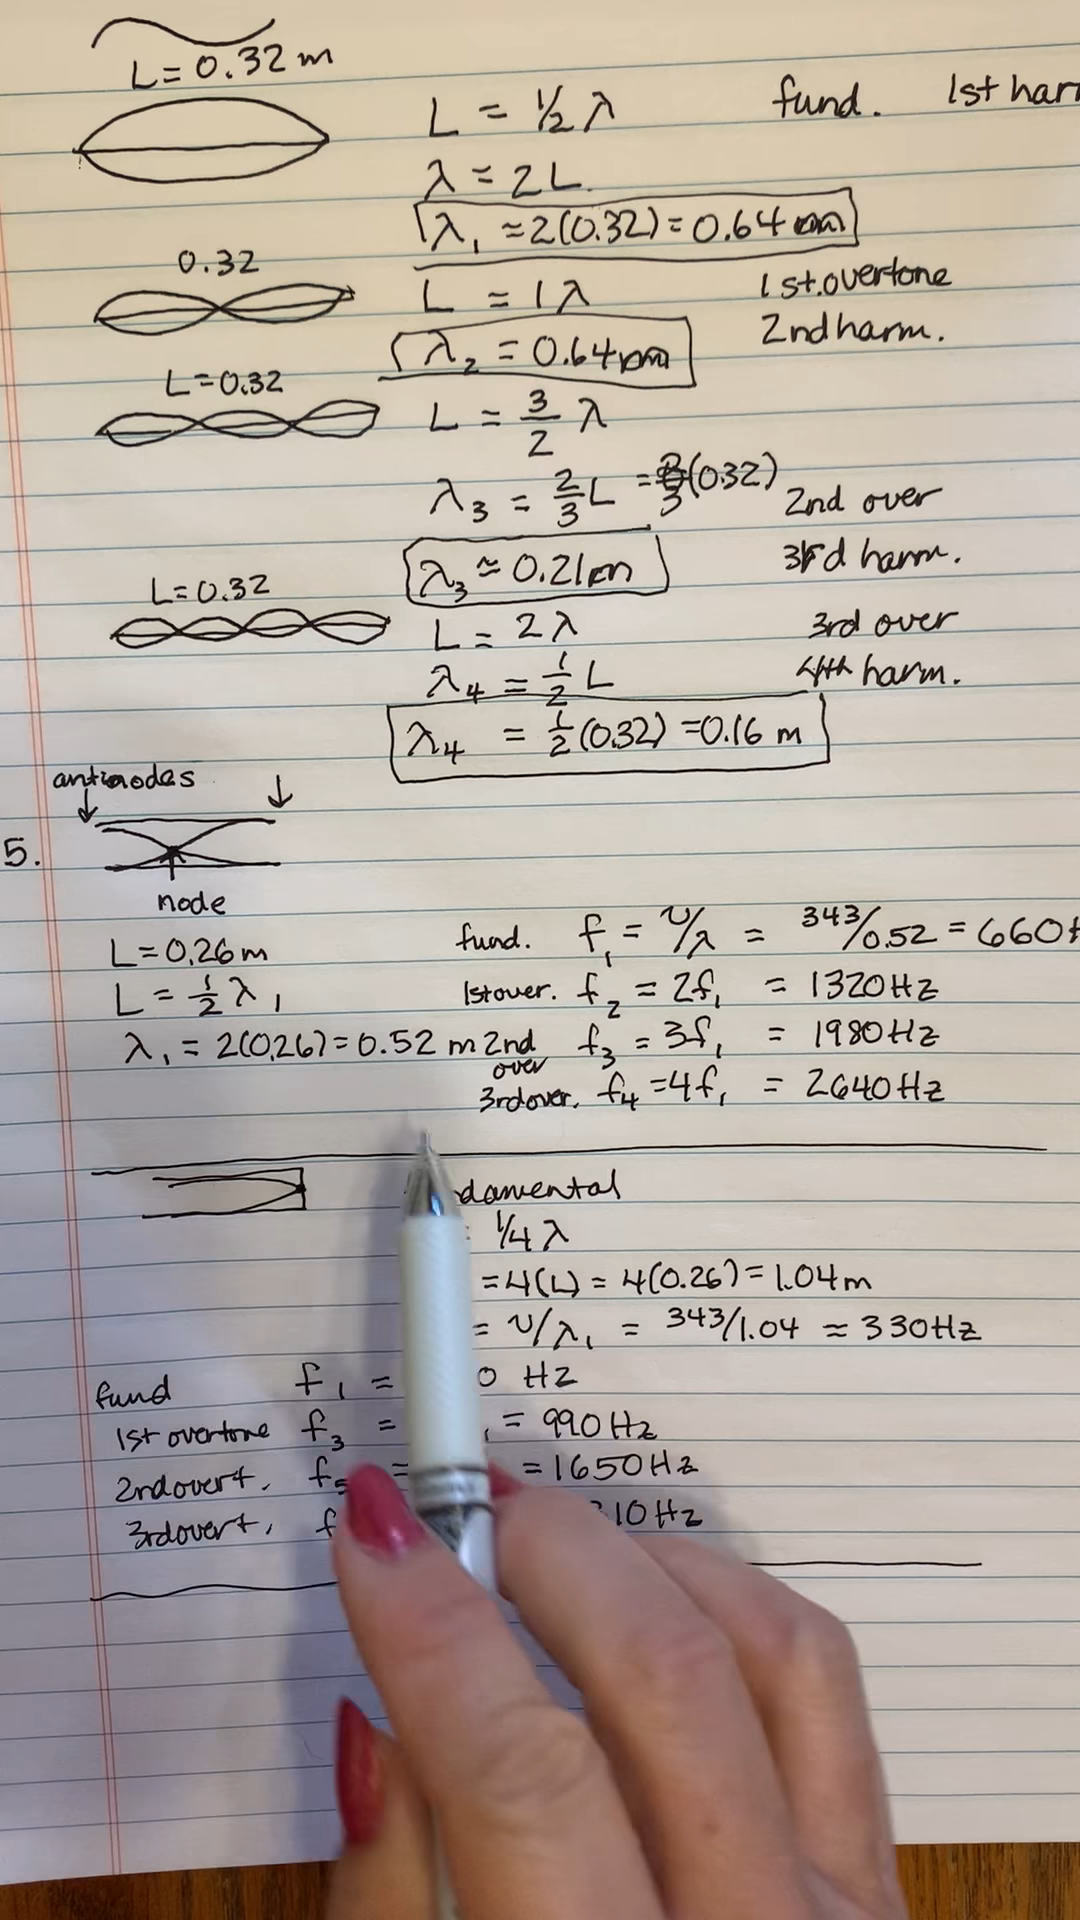 L = 0.32 m
L = ½ λ fund. 1st har
λ = 2L
λ₁ = 2(0.32) = 0.64 m
0.32
L = 1 λ 1st overtone
λ₂ = 0.64 m 2nd harm.
L = 0.32
L = 3/2 λ
λ₃ = 2/3 L = 2/3 (0.32) 2nd over
λ₃ ≈ 0.21 m 3rd harm.
L = 0.32
L = 2 λ 3rd over
λ₄ = ½ L 4th harm.
λ₄ = ½ (0.32) = 0.16 m
antinodes
5.
node
L = 0.26 m fund. f₁ = v/λ = 343/0.52 = 660 H
L = ½ λ₁ 1st over. f₂ = 2f₁ = 1320 Hz
λ₁ = 2(0.26) = 0.52 m 2nd over f₃ = 3f₁ = 1980 Hz
3rd over. f₄ = 4f₁ = 2640 Hz
damental
¼ λ
= 4(L) = 4(0.26) = 1.04 m
= v/λ₁ = 343/1.04 ≈ 330 Hz
fund f₁ = 0 Hz
1st overtone f₃ = ₁ = 990 Hz
2nd overt. f₅ = = 1650 Hz
3rd overt. f 10 Hz